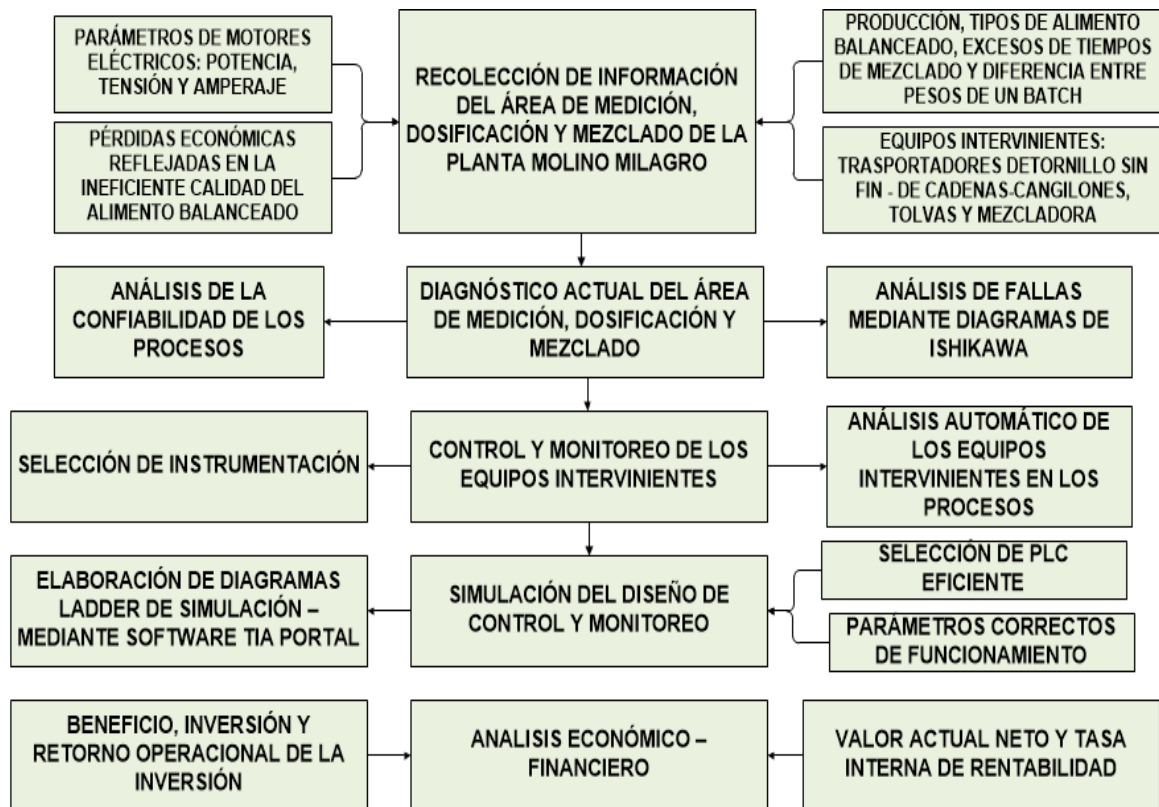 PARÁMETROS DE MOTORES
ELÉCTRICOS: POTENCIA,
TENSIÓN Y AMPERAJE
PÉRDIDAS ECONÓMICAS
REFLEJADAS EN LA
INEFICIENTE CALIDAD DEL
ALIMENTO BALANCEADO
RECOLECCIÓN DE INFORMACIÓN
DEL ÁREA DE MEDICIÓN,
DOSIFICACIÓN Y MEZCLADO DE LA
PLANTA MOLINO MILAGRO
PRODUCCIÓN, TIPOS DE ALIMENTO
BALANCEADO, EXCESOS DE TIEMPOS
DE MEZCLADO Y DIFERENCIA ENTRE
PESOS DE UN BATCH
EQUIPOS INTERVINIENTES:
TRASPORTADORES DETORNILLO SIN
FIN - DE CADENAS-CANGILONES,
TOLVAS Y MEZCLADORA
ANÁLISIS DE LA
CONFIABILIDAD DE LOS
PROCESOS
DIAGNÓSTICO ACTUAL DEL ÁREA
DE MEDICIÓN, DOSIFICACIÓN Y
MEZCLADO
ANÁLISIS DE FALLAS
MEDIANTE DIAGRAMAS DE
ISHIKAWA
SELECCIÓN DE INSTRUMENTACIÓN
CONTROL Y MONITOREO DE LOS
EQUIPOS INTERVINIENTES
ANÁLISIS AUTOMÁTICO DE
LOS EQUIPOS
INTERVINIENTES EN LOS
PROCESOS
ELABORACIÓN DE DIAGRAMAS
LADDER DE SIMULACIÓN –
MEDIANTE SOFTWARE TIA PORTAL
SIMULACIÓN DEL DISEÑO DE
CONTROL Y MONITOREO
SELECCIÓN DE PLC
EFICIENTE
PARÁMETROS CORRECTOS
DE FUNCIONAMIENTO
BENEFICIO, INVERSIÓN Y
RETORNO OPERACIONAL DE LA
INVERSIÓN
ANALISIS ECONÓMICO –
FINANCIERO
VALOR ACTUAL NETO Y TASA
INTERNA DE RENTABILIDAD